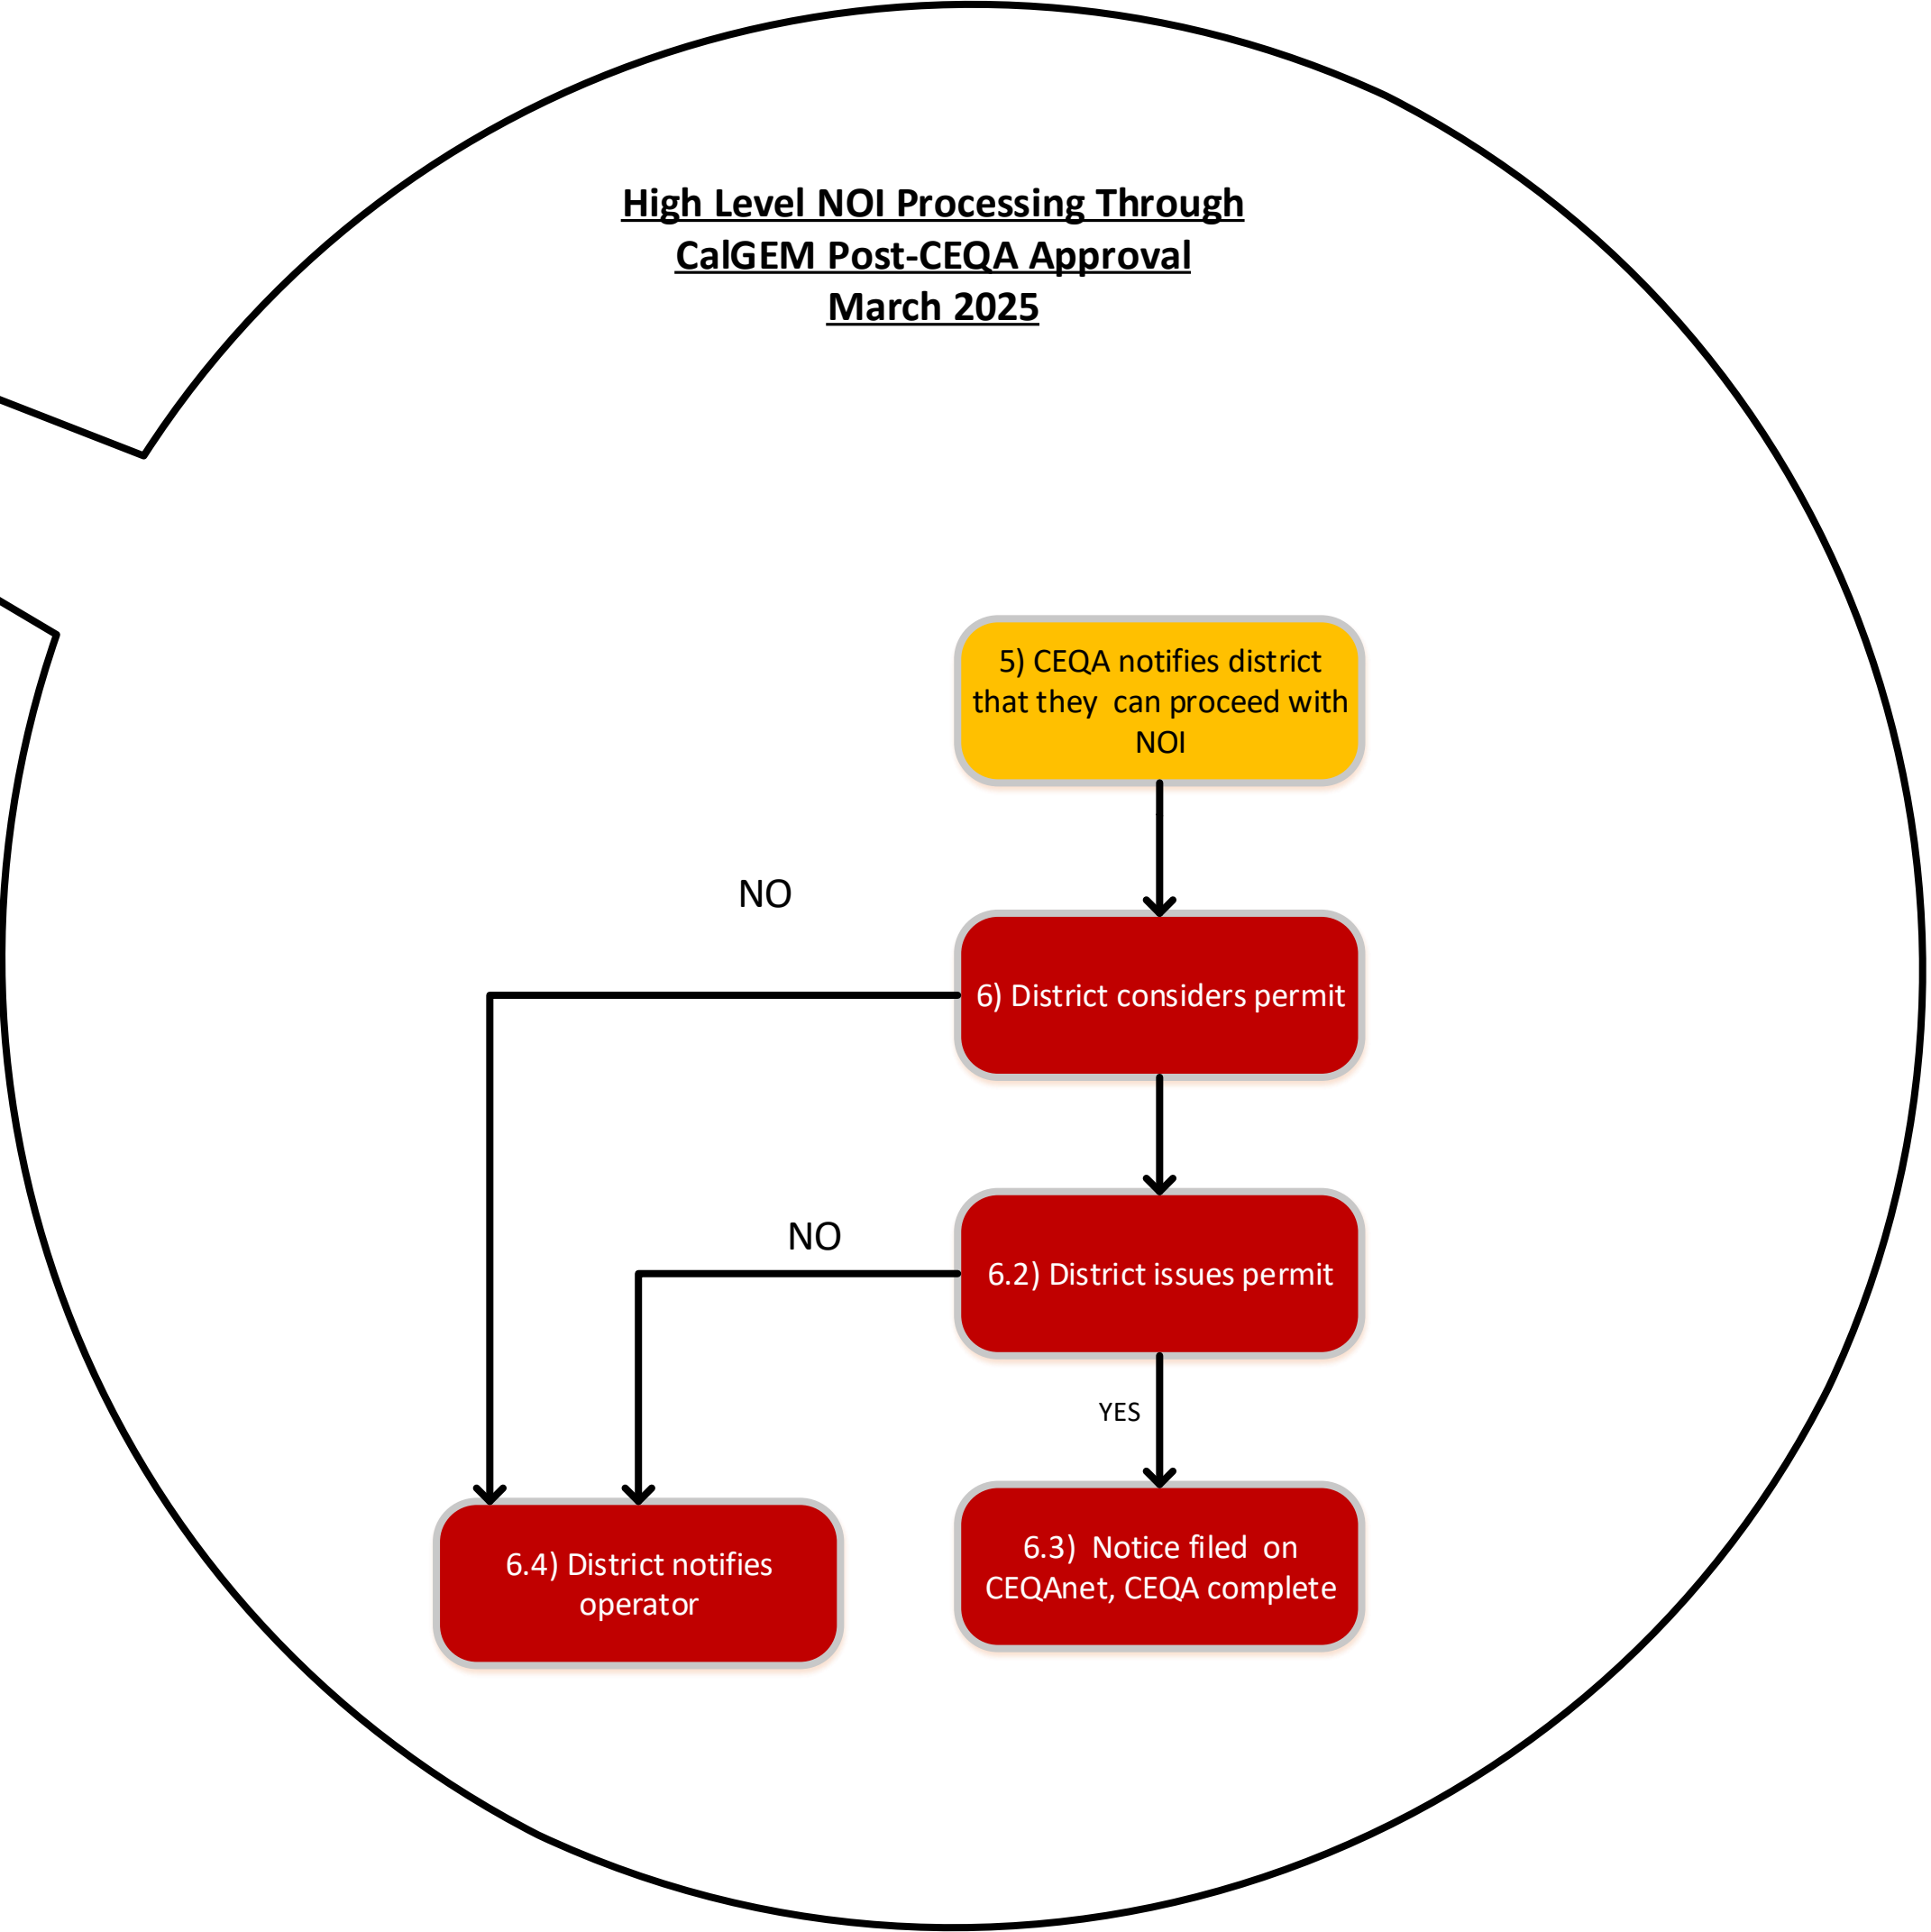 High Level NOI Processing Through
CalGEM Post-CEQA Approval
March 2025
5) CEQA notifies district
that they can proceed with
NOI
NO
6) District considers permit
NO
6.2) District issues permit
YES
6.4) District notifies
operator
6.3) Notice filed on
CEQAnet, CEQA complete